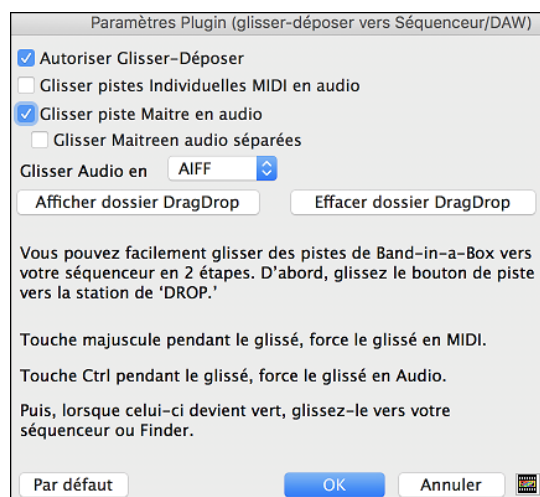 Paramètres Plugin (glisser-déposer vers Séquenceur/DAW)
Autoriser Glisser-Déposer
Glisser pistes Individuelles MIDI en audio
Glisser piste Maitre en audio
Glisser Maitreen audio séparées
Glisser Audio en AIFF
Afficher dossier DragDrop Effacer dossier DragDrop
Vous pouvez facilement glisser des pistes de Band-in-a-Box vers
votre séquenceur en 2 étapes. D'abord, glissez le bouton de piste
vers la station de 'DROP.'
Touche majuscule pendant le glissé, force le glissé en MIDI.
Touche Ctrl pendant le glissé, force le glissé en Audio.
Puis, lorsque celui-ci devient vert, glissez-le vers votre
séquenceur ou Finder.
Par défaut OK Annuler